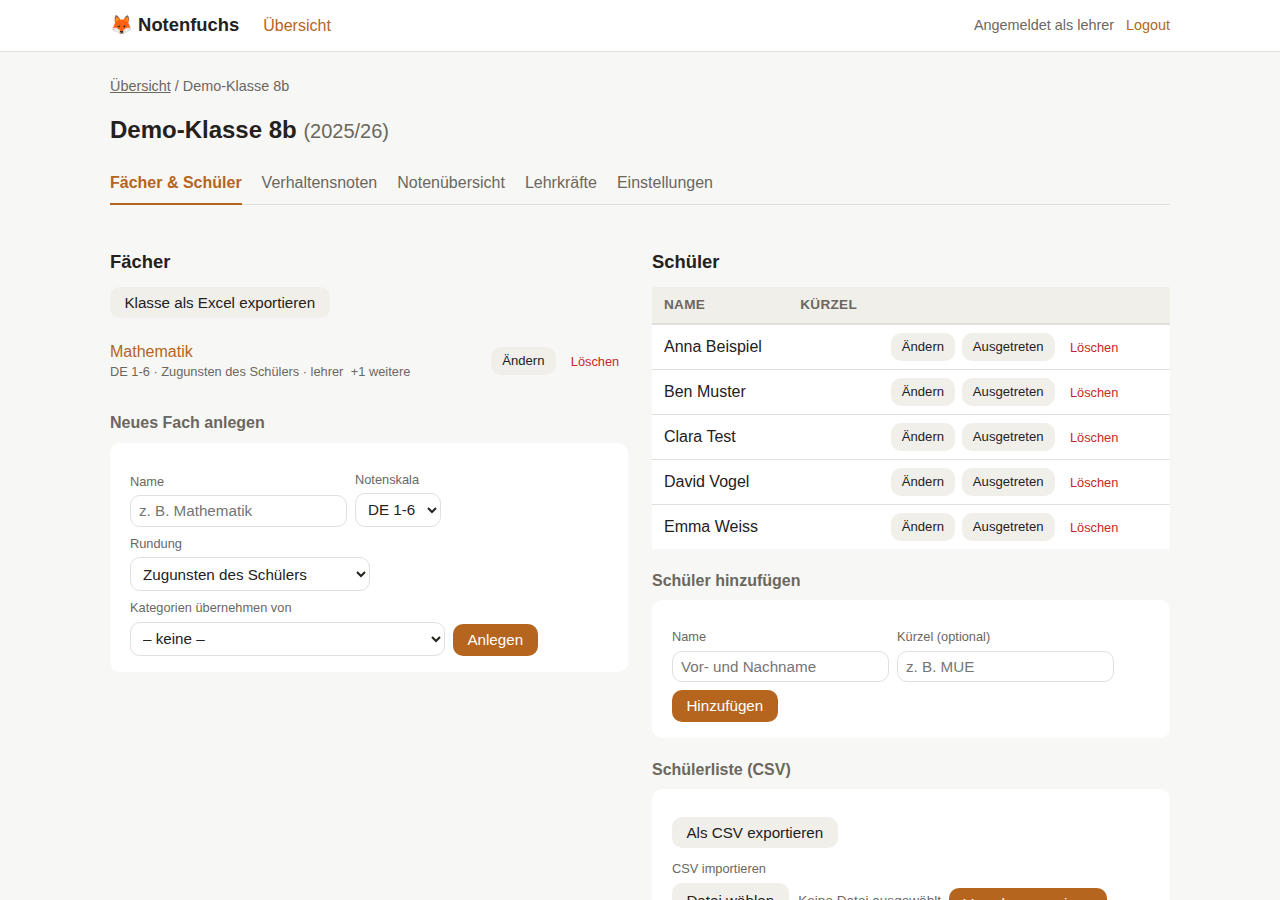 🦊 Notenfuchs Übersicht Angemeldet als lehrer Logout
Übersicht / Demo-Klasse 8b
Demo-Klasse 8b (2025/26)
Fächer & Schüler Verhaltensnoten Notenübersicht Lehrkräfte Einstellungen
Fächer
Klasse als Excel exportieren
Mathematik
DE 1-6 · Zugunsten des Schülers · lehrer +1 weitere
Ändern Löschen
Neues Fach anlegen
Name Notenskala
z. B. Mathematik DE 1-6
Rundung
Zugunsten des Schülers
Kategorien übernehmen von
– keine – Anlegen
Schüler
NAME KÜRZEL
Anna Beispiel Ändern Ausgetreten Löschen
Ben Muster Ändern Ausgetreten Löschen
Clara Test Ändern Ausgetreten Löschen
David Vogel Ändern Ausgetreten Löschen
Emma Weiss Ändern Ausgetreten Löschen
Schüler hinzufügen
Name Kürzel (optional)
Vor- und Nachname z. B. MUE
Hinzufügen
Schülerliste (CSV)
Als CSV exportieren
CSV importieren
Datei wählen Keine Datei ausgewählt